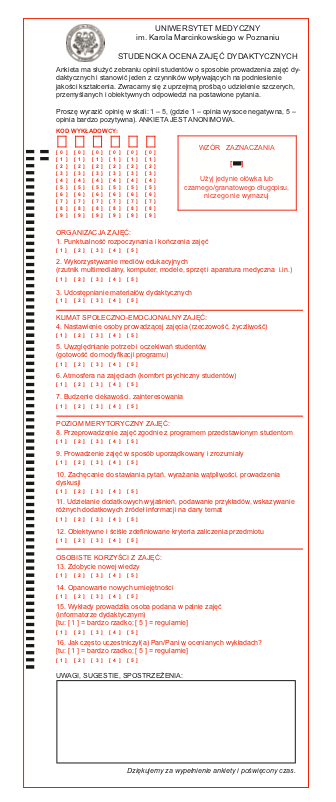 UNIWERSYTET MEDYCZNY
im. Karola Marcinkowskiego w Poznaniu
STUDENCKA OCENA ZAJĘĆ DYDAKTYCZNYCH
Ankieta ma służyć zebraniu opinii studentów o sposobie prowadzenia zajęć dy-
daktycznych i stanowić jeden z czynników wpływających na podniesienie
jakości kształcenia. Zwracamy się z uprzejmą prośbą o udzielenie szczerych,
przemyślanych i obiektywnych odpowiedzi na postawione pytania.
Proszę wyrazić opinię w skali: 1 – 5, (gdzie 1 – opinia wysoce negatywna, 5 –
opinia bardzo pozytywna). ANKIETA JEST ANONIMOWA.
KOD WYKŁADOWCY:
[0] [0] [0] [0] [0] [0]
[1] [1] [1] [1] [1] [1]
[2] [2] [2] [2] [2] [2]
[3] [3] [3] [3] [3] [3]
[4] [4] [4] [4] [4] [4]
[5] [5] [5] [5] [5] [5]
[6] [6] [6] [6] [6] [6]
[7] [7] [7] [7] [7] [7]
[8] [8] [8] [8] [8] [8]
[9] [9] [9] [9] [9] [9]
WZÓR ZAZNACZANIA
Użyj jedynie ołówka lub
czarnego/granatowego długopisu,
niczego nie wymazuj
ORGANIZACJA ZAJĘĆ:
1. Punktualność rozpoczynania i kończenia zajęć
[1] [2] [3] [4] [5]
2. Wykorzystywanie mediów edukacyjnych
(rzutnik multimedialny, komputer, modele, sprzęt i aparatura medyczna i.in.)
[1] [2] [3] [4] [5]
3. Udostępnianie materiałów dydaktycznych
[1] [2] [3] [4] [5]
KLIMAT SPOŁECZNO-EMOCJONALNY ZAJĘĆ:
4. Nastawienie osoby prowadzącej zajęcia (rzeczowość, życzliwość)
[1] [2] [3] [4] [5]
5. Uwzględnianie potrzeb i oczekiwań studentów
(gotowość do modyfikacji programu)
[1] [2] [3] [4] [5]
6. Atmosfera na zajęciach (komfort psychiczny studentów)
[1] [2] [3] [4] [5]
7. Budzenie ciekawości, zainteresowania
[1] [2] [3] [4] [5]
POZIOM MERYTORYCZNY ZAJĘĆ:
8. Przeprowadzenie zajęć zgodnie z programem przedstawionym studentom
[1] [2] [3] [4] [5]
9. Prowadzenie zajęć w sposób uporządkowany i zrozumiały
[1] [2] [3] [4] [5]
10. Zachęcanie do stawiania pytań, wyrażania wątpliwości, prowadzenia
dyskusji
[1] [2] [3] [4] [5]
11. Udzielanie dodatkowych wyjaśnień, podawanie przykładów, wskazywanie
różnych dodatkowych źródeł informacji na dany temat
[1] [2] [3] [4] [5]
12. Obiektywne i ściśle zdefiniowane kryteria zaliczenia przedmiotu
[1] [2] [3] [4] [5]
OSOBISTE KORZYŚCI Z ZAJĘĆ:
13. Zdobycie nowej wiedzy
[1] [2] [3] [4] [5]
14. Opanowanie nowych umiejętności
[1] [2] [3] [4] [5]
15. Wykłady prowadziła osoba podana w palnie zajęć
(informatorze dydaktycznym)
[tu: [ 1 ] = bardzo rzadko; [ 5 ] = regularnie]
[1] [2] [3] [4] [5]
16. Jak często uczestniczył(a) Pan/Pani w ocenianych wykładach?
[tu: [ 1 ] = bardzo rzadko; [ 5 ] = regularnie]
[1] [2] [3] [4] [5]
UWAGI, SUGESTIE, SPOSTRZEŻENIA:
Dziękujemy za wypełnienie ankiety i poświęcony czas.